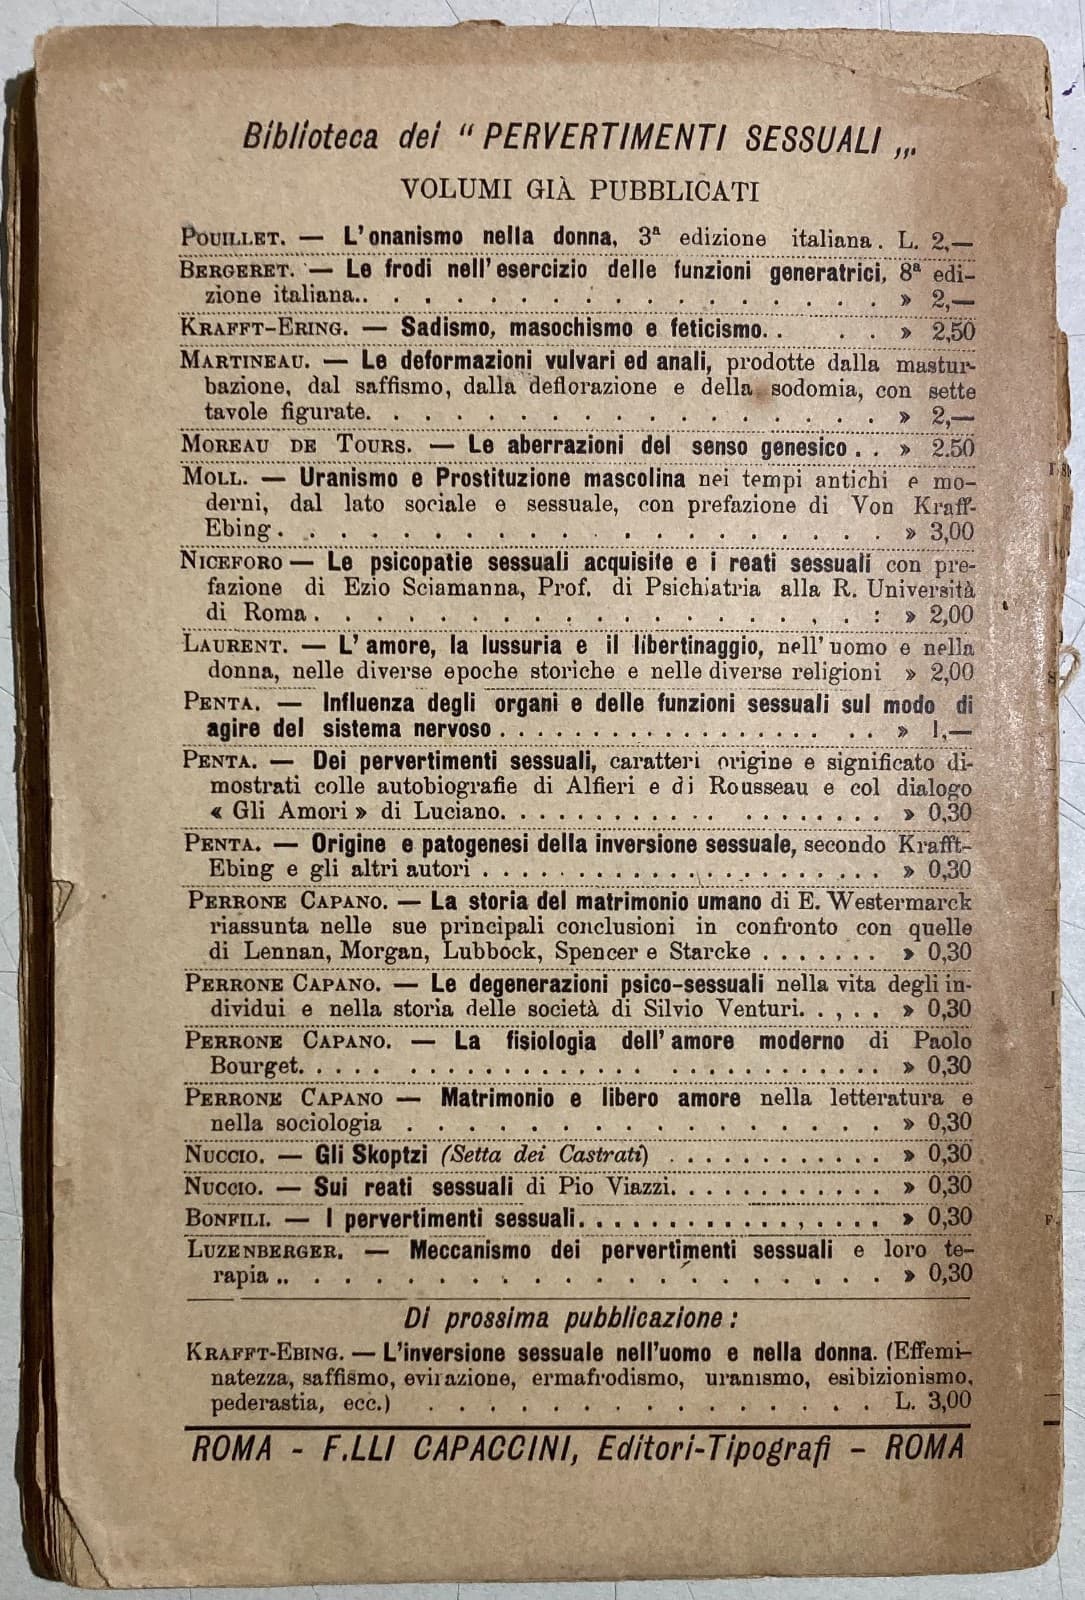 Biblioteca dei " PERVERTIMENTI SESSUALI „
VOLUMI GIÀ PUBBLICATI
POUILLET. — L'onanismo nella donna, 3ª edizione italiana. L. 2,—
BERGERET. — Le frodi nell'esercizio delle funzioni generatrici, 8ª edi-
zione italiana.. . . . . . . . . . . . . . . . » 2,—
KRAFFT-ERING. — Sadismo, masochismo e feticismo. . . . . » 2,50
MARTINEAU. — Le deformazioni vulvari ed anali, prodotte dalla mastur-
bazione, dal saffismo, dalla deflorazione e della sodomia, con sette
tavole figurate. . . . . . . . . . . . . . . . » 2,—
MOREAU DE TOURS. — Le aberrazioni del senso genesico . . » 2.50
MOLL. — Uranismo e Prostituzione mascolina nei tempi antichi e mo-
derni, dal lato sociale e sessuale, con prefazione di Von Kraff-
Ebing . . . . . . . . . . . . . . . . . . » 3,00
NICEFORO — Le psicopatie sessuali acquisite e i reati sessuali con pre-
fazione di Ezio Sciamanna, Prof. di Psichiatria alla R. Università
di Roma . . . . . . . . . . . . . . , . : » 2,00
LAURENT. — L'amore, la lussuria e il libertinaggio, nell'uomo e nella
donna, nelle diverse epoche storiche e nelle diverse religioni » 2,00
PENTA. — Influenza degli organi e delle funzioni sessuali sul modo di
agire del sistema nervoso . . . . . . . . . . . . . . . » 1,—
PENTA. — Dei pervertimenti sessuali, caratteri origine e significato di-
mostrati colle autobiografie di Alfieri e di Rousseau e col dialogo
« Gli Amori » di Luciano. . . . . . . . . . . . . . . . » 0,30
PENTA. — Origine e patogenesi della inversione sessuale, secondo Krafft-
Ebing e gli altri autori . . . . . . . . . . . . . . . . » 0,30
PERRONE CAPANO. — La storia del matrimonio umano di E. Westermarck
riassunta nelle sue principali conclusioni in confronto con quelle
di Lennan, Morgan, Lubbock, Spencer e Starcke . . . . . . . » 0,30
PERRONE CAPANO. — Le degenerazioni psico-sessuali nella vita degli in-
dividui e nella storia delle società di Silvio Venturi. . , . . » 0,30
PERRONE CAPANO. — La fisiologia dell'amore moderno di Paolo
Bourget. . . . . . . . . . . . . . . . . . . . . . . . » 0,30
PERRONE CAPANO — Matrimonio e libero amore nella letteratura e
nella sociologia . . . . . . . . . . . . . . . . » 0,30
NUCCIO. — Gli Skoptzi (Setta dei Castrati) . . . . . . . . . . . » 0,30
NUCCIO. — Sui reati sessuali di Pio Viazzi. . . . . . . . . . . » 0,30
BONFILI. — I pervertimenti sessuali. . . . . . . . . . . , . . . . » 0,30
LUZENBERGER. — Meccanismo dei pervertimenti sessuali e loro te-
rapia .. . . . . . . . . . . . . . . . . . . . » 0,30
Di prossima pubblicazione :
KRAFFT-EBING. — L'inversione sessuale nell'uomo e nella donna. (Effemi-
natezza, saffismo, evirazione, ermafrodismo, uranismo, esibizionismo,
pederastia, ecc.) . . . . . . . . . . . . . . . L. 3,00
ROMA - F.LLI CAPACCINI, Editori-Tipografi - ROMA